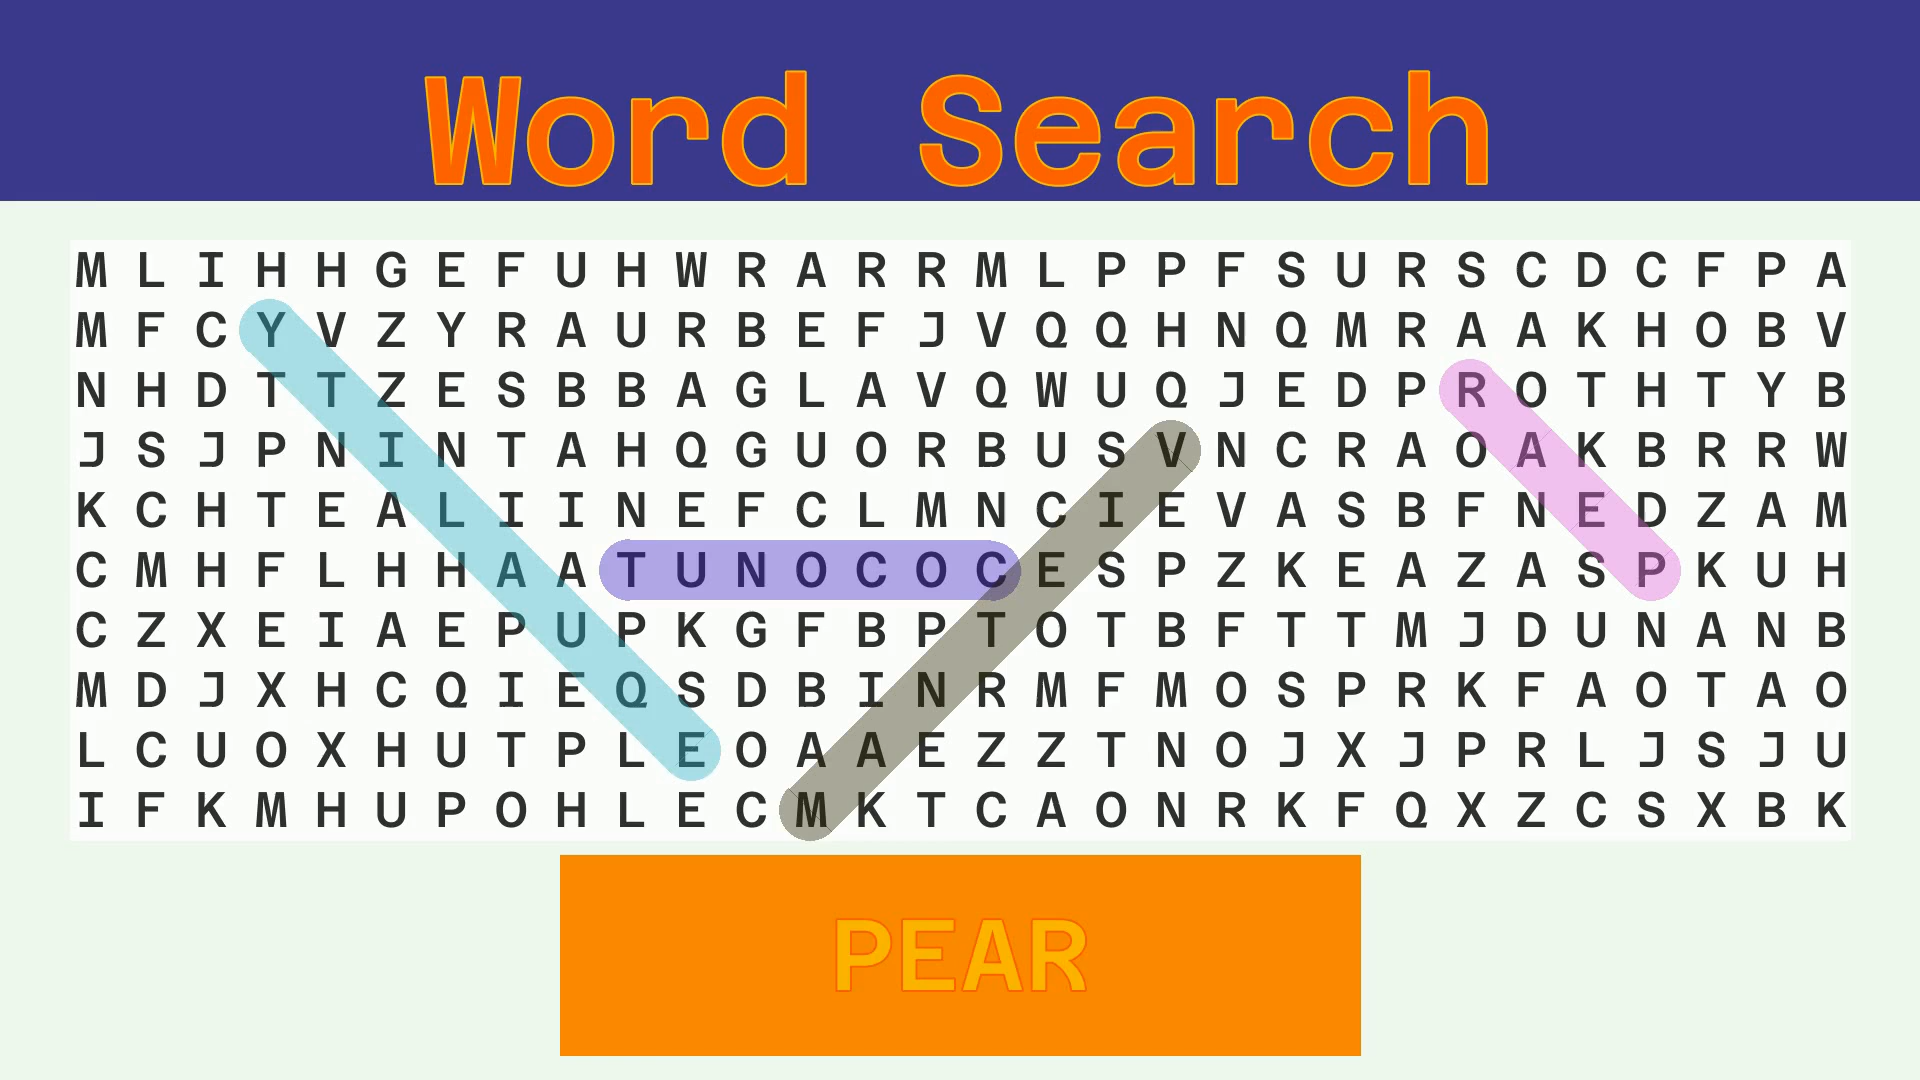 Word Search
M L I H H G E F U H W R A R R M L P P F S U R S C D C F P A
M F C Y V Z Y R A U R B E F J V Q Q H N Q M R A A K H O B V
N H D T T Z E S B B A G L A V Q W U Q J E D P R O T H T Y B
J S J P N I N T A H Q G U O R B U S V N C R A O A K B R R W
K C H T E A L I I N E F C L M N C I E V A S B F N E D Z A M
C M H F L H H A A T U N O C O C E S P Z K E A Z A S P K U H
C Z X E I A E P U P K G F B P T O T B F T T M J D U N A N B
M D J X H C Q I E Q S D B I N R M F M O S P R K F A O T A O
L C U O X H U T P L E O A A E Z Z T N O J X J P R L J S J U
I F K M H U P O H L E C M K T C A O N R K F Q X Z C S X B K
PEAR